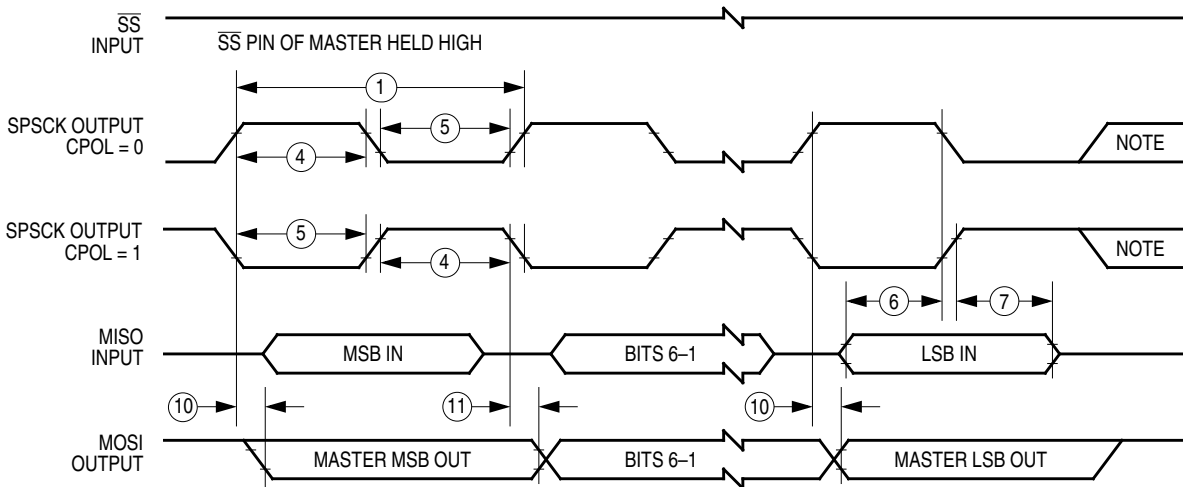 SS
INPUT
SS PIN OF MASTER HELD HIGH
1
SPSCK OUTPUT
CPOL = 0
5
4
NOTE
SPSCK OUTPUT
CPOL = 1
5
4
NOTE
6
7
MISO
INPUT
MSB IN
BITS 6–1
LSB IN
10
11
10
MOSI
OUTPUT
MASTER MSB OUT
BITS 6–1
MASTER LSB OUT